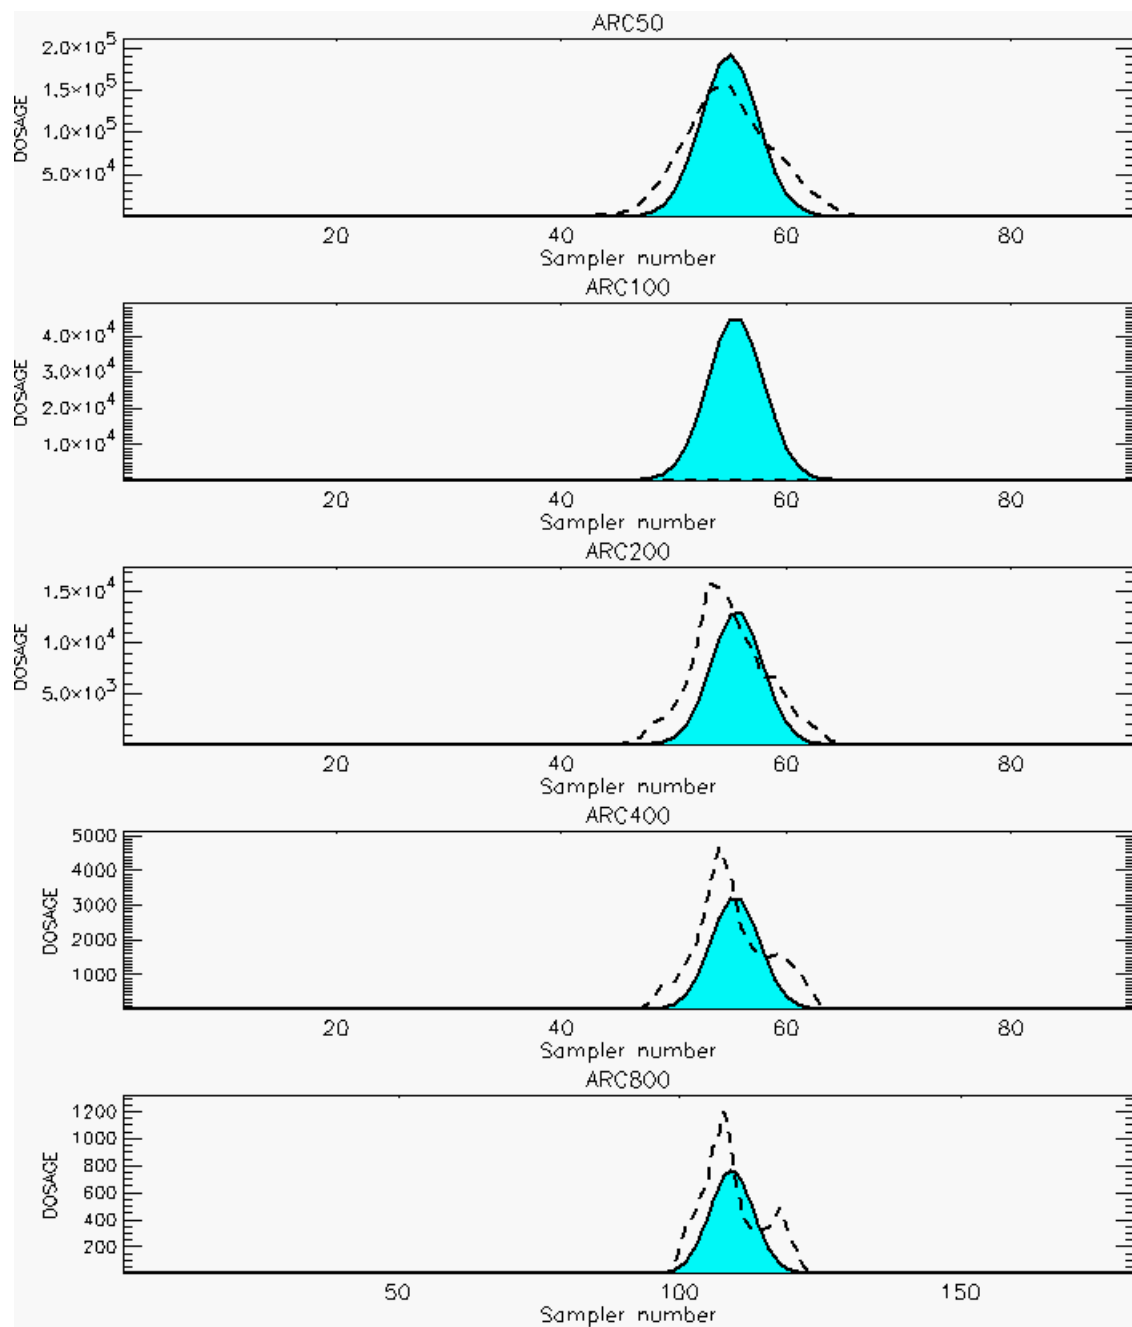 ARC50
2.0×10⁵
1.5×10⁵
1.0×10⁵
5.0×10⁴
DOSAGE
20 40 60 80
Sampler number
ARC100
4.0×10⁴
3.0×10⁴
2.0×10⁴
1.0×10⁴
DOSAGE
20 40 60 80
Sampler number
ARC200
1.5×10⁴
1.0×10⁴
5.0×10³
DOSAGE
20 40 60 80
Sampler number
ARC400
5000
4000
3000
2000
1000
DOSAGE
20 40 60 80
Sampler number
ARC800
1200
1000
800
600
400
200
DOSAGE
50 100 150
Sampler number